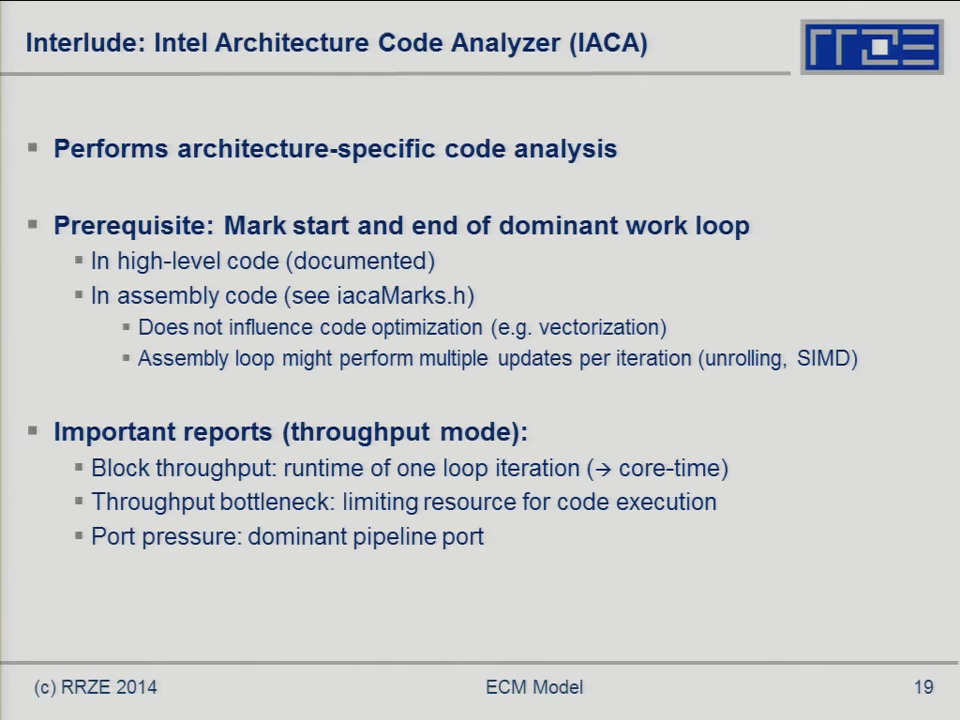 Interlude: Intel Architecture Code Analyzer (IACA)
RRZE
Performs architecture-specific code analysis
Prerequisite: Mark start and end of dominant work loop
In high-level code (documented)
In assembly code (see iacaMarks.h)
Does not influence code optimization (e.g. vectorization)
Assembly loop might perform multiple updates per iteration (unrolling, SIMD)
Important reports (throughput mode):
Block throughput: runtime of one loop iteration (→ core-time)
Throughput bottleneck: limiting resource for code execution
Port pressure: dominant pipeline port
(c) RRZE 2014 ECM Model 19